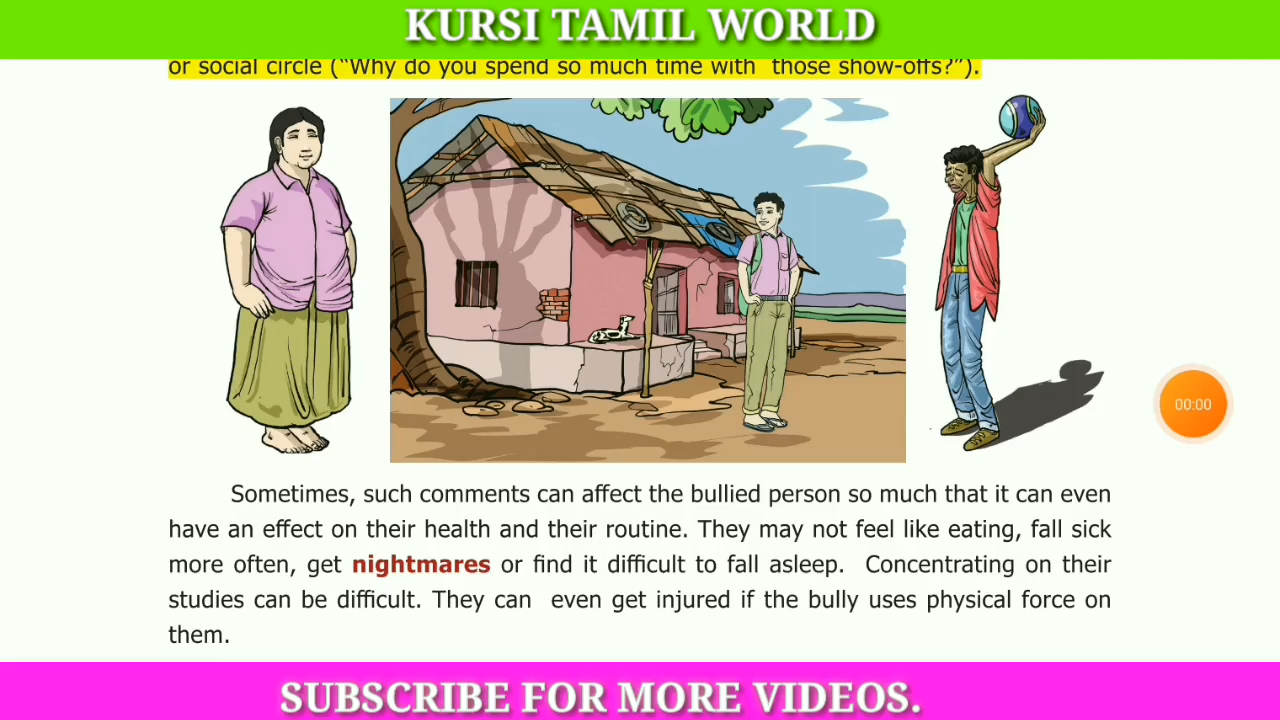 KURSI TAMIL WORLD
or social circle (“Why do you spend so much time with those show-offs?”).
00:00
Sometimes, such comments can affect the bullied person so much that it can even
have an effect on their health and their routine. They may not feel like eating, fall sick
more often, get nightmares or find it difficult to fall asleep. Concentrating on their
studies can be difficult. They can even get injured if the bully uses physical force on
them.
SUBSCRIBE FOR MORE VIDEOS.